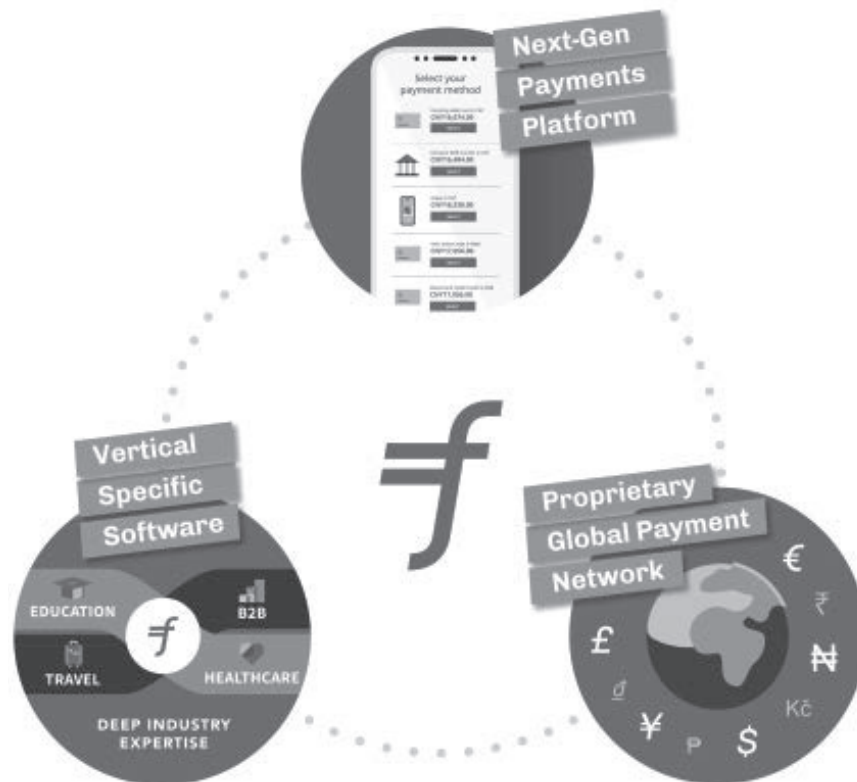 Next-Gen
Payments
Platform
Select your
payment method
Vertical
Specific
Software
EDUCATION
B2B
TRAVEL
HEALTHCARE
DEEP INDUSTRY
EXPERTISE
Proprietary
Global Payment
Network
€
₹
£
₦
₫
Kč
¥
₱
$